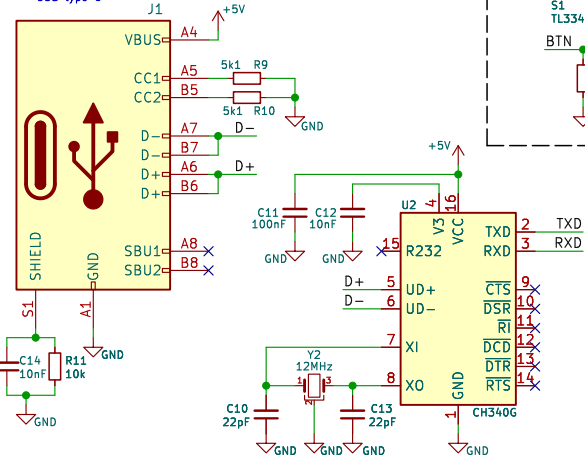 J1
+5V
VBUS
A4
CC1
A5
5k1
R9
CC2
B5
5k1
R10
GND
D-
A7
D-
D-
B7
D+
A6
D+
D+
B6
SBU1
A8
SBU2
B8
SHIELD
GND
S1
A1
GND
C14
10nF
R11
10k
GND
S1
TL334
BTN
+5V
C11
100nF
C12
10nF
GND
GND
U2
4
16
V3
VCC
15
R232
TXD
2
TXD
RXD
3
RXD
D+
5
UD+
D-
6
UD-
CTS
9
DSR
10
RI
11
DCD
12
DTR
13
RTS
14
7
XI
8
XO
GND
1
CH340G
GND
Y2
12MHz
1
3
2
C10
22pF
C13
22pF
GND
GND
GND